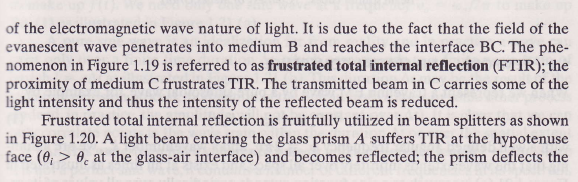 of the electromagnetic wave nature of light. It is due to the fact that the field of the
evanescent wave penetrates into medium B and reaches the interface BC. The phe-
nomenon in Figure 1.19 is referred to as frustrated total internal reflection (FTIR); the
proximity of medium C frustrates TIR. The transmitted beam in C carries some of the
light intensity and thus the intensity of the reflected beam is reduced.
Frustrated total internal reflection is fruitfully utilized in beam splitters as shown
in Figure 1.20. A light beam entering the glass prism A suffers TIR at the hypotenuse
face (θi > θc at the glass-air interface) and becomes reflected; the prism deflects the